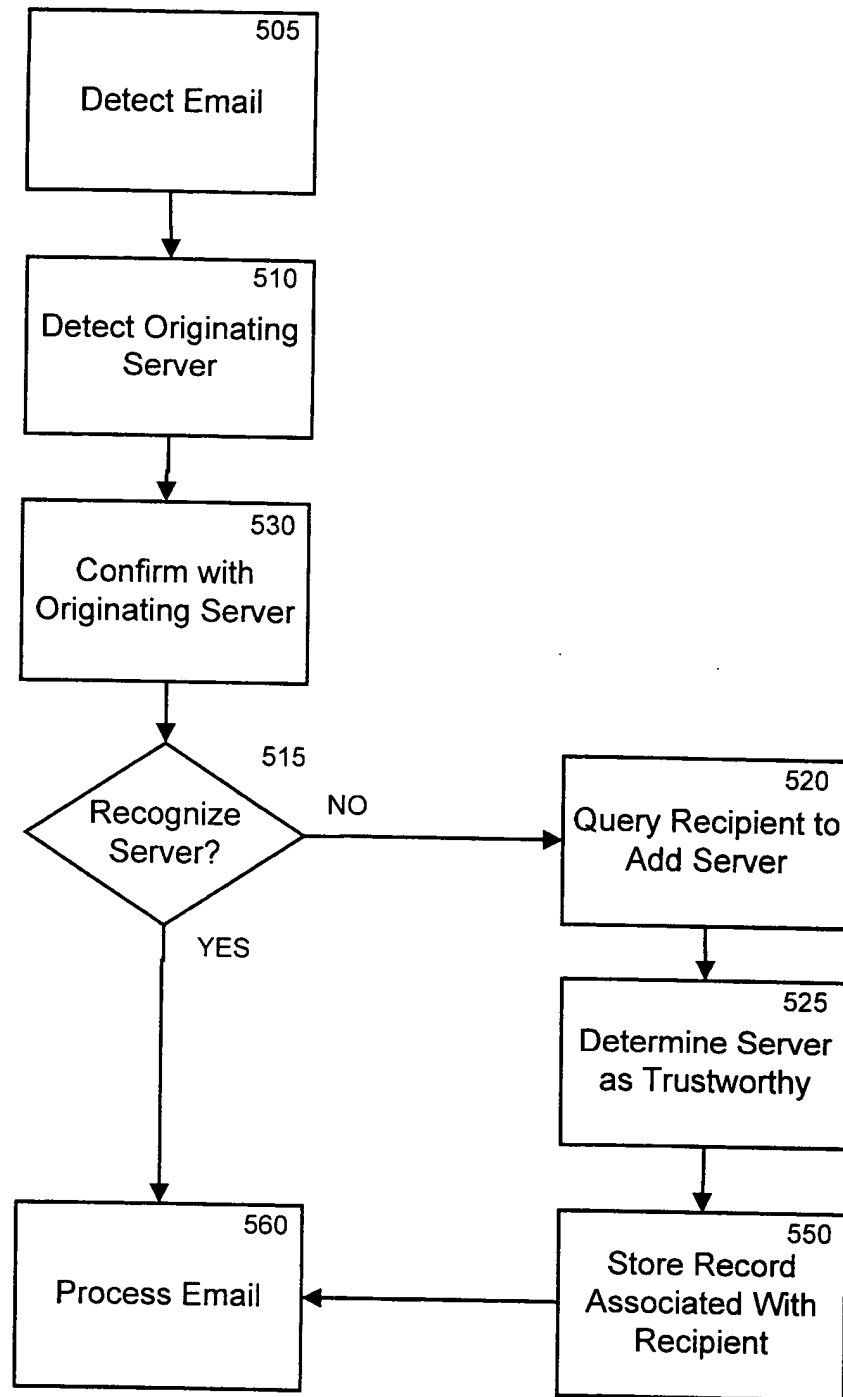 505
Detect Email
510
Detect Originating
Server
530
Confirm with
Originating Server
515
Recognize
Server?
NO
YES
520
Query Recipient to
Add Server
525
Determine Server
as Trustworthy
550
Store Record
Associated With
Recipient
560
Process Email